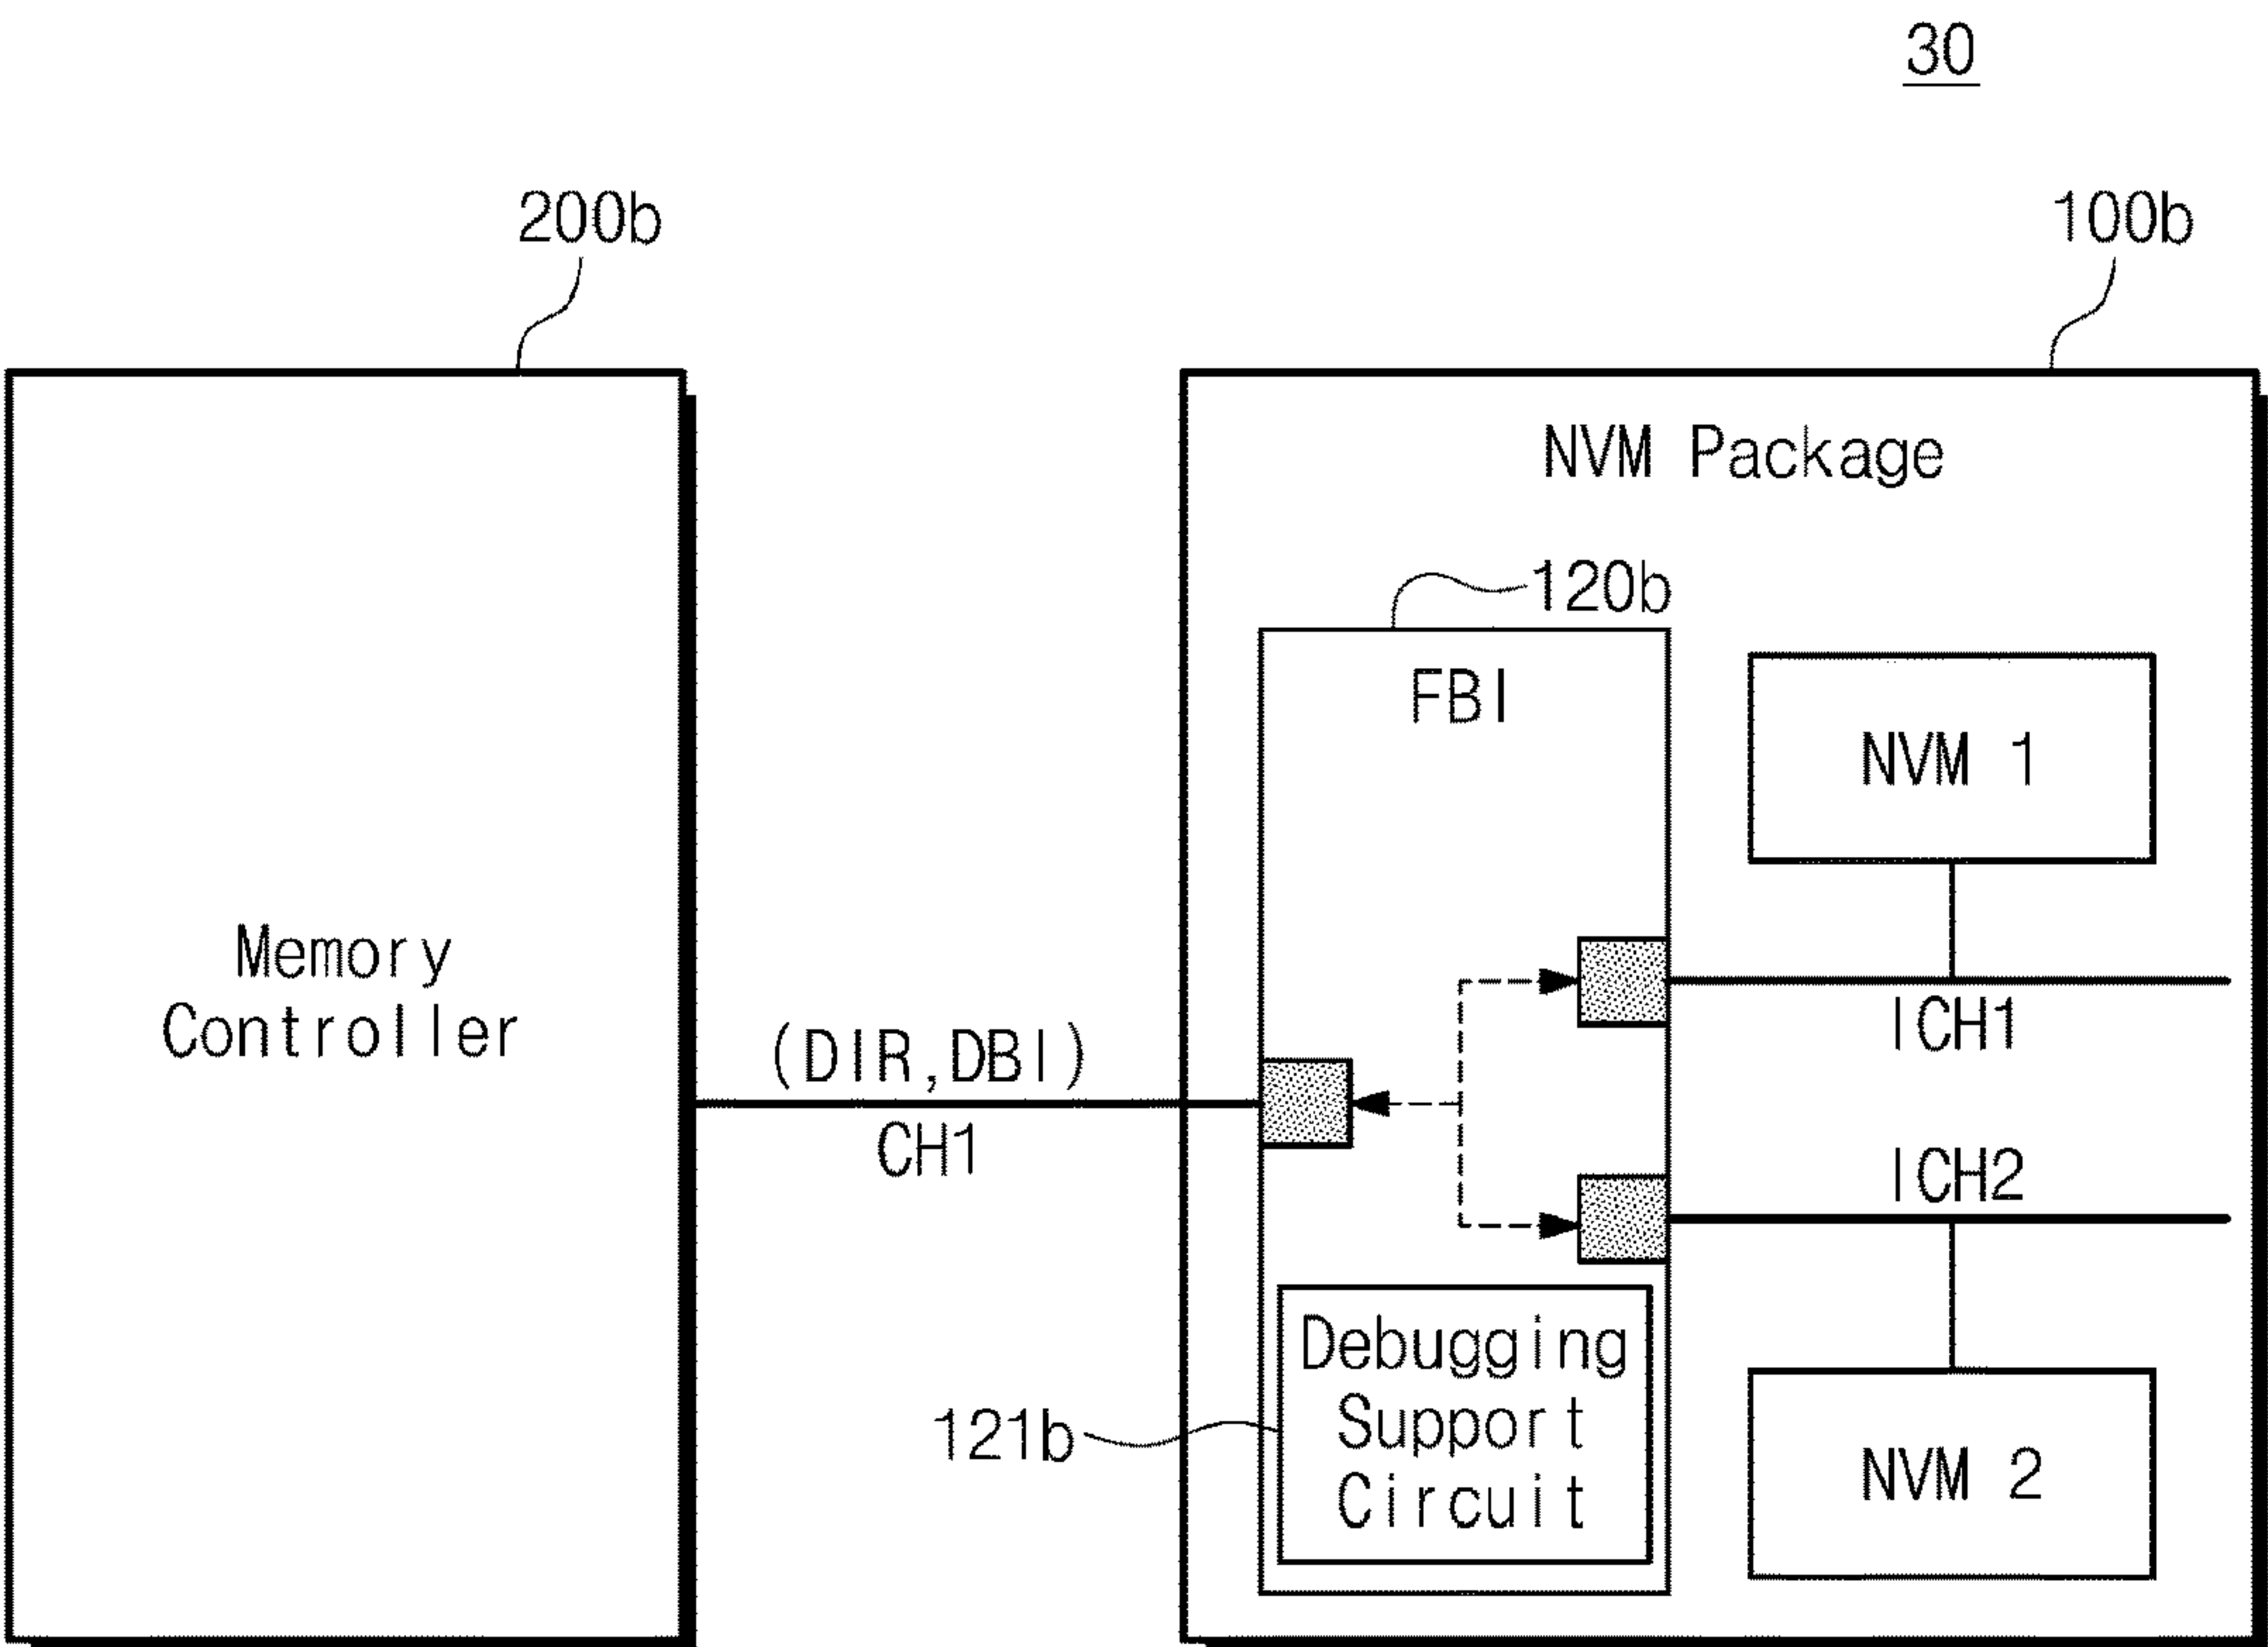 30
200b
100b
NVM Package
120b
FBI
NVM 1
Memory
Controller
(DIR,DBI)
CH1
ICH1
ICH2
Debugging
Support
Circuit
121b
NVM 2